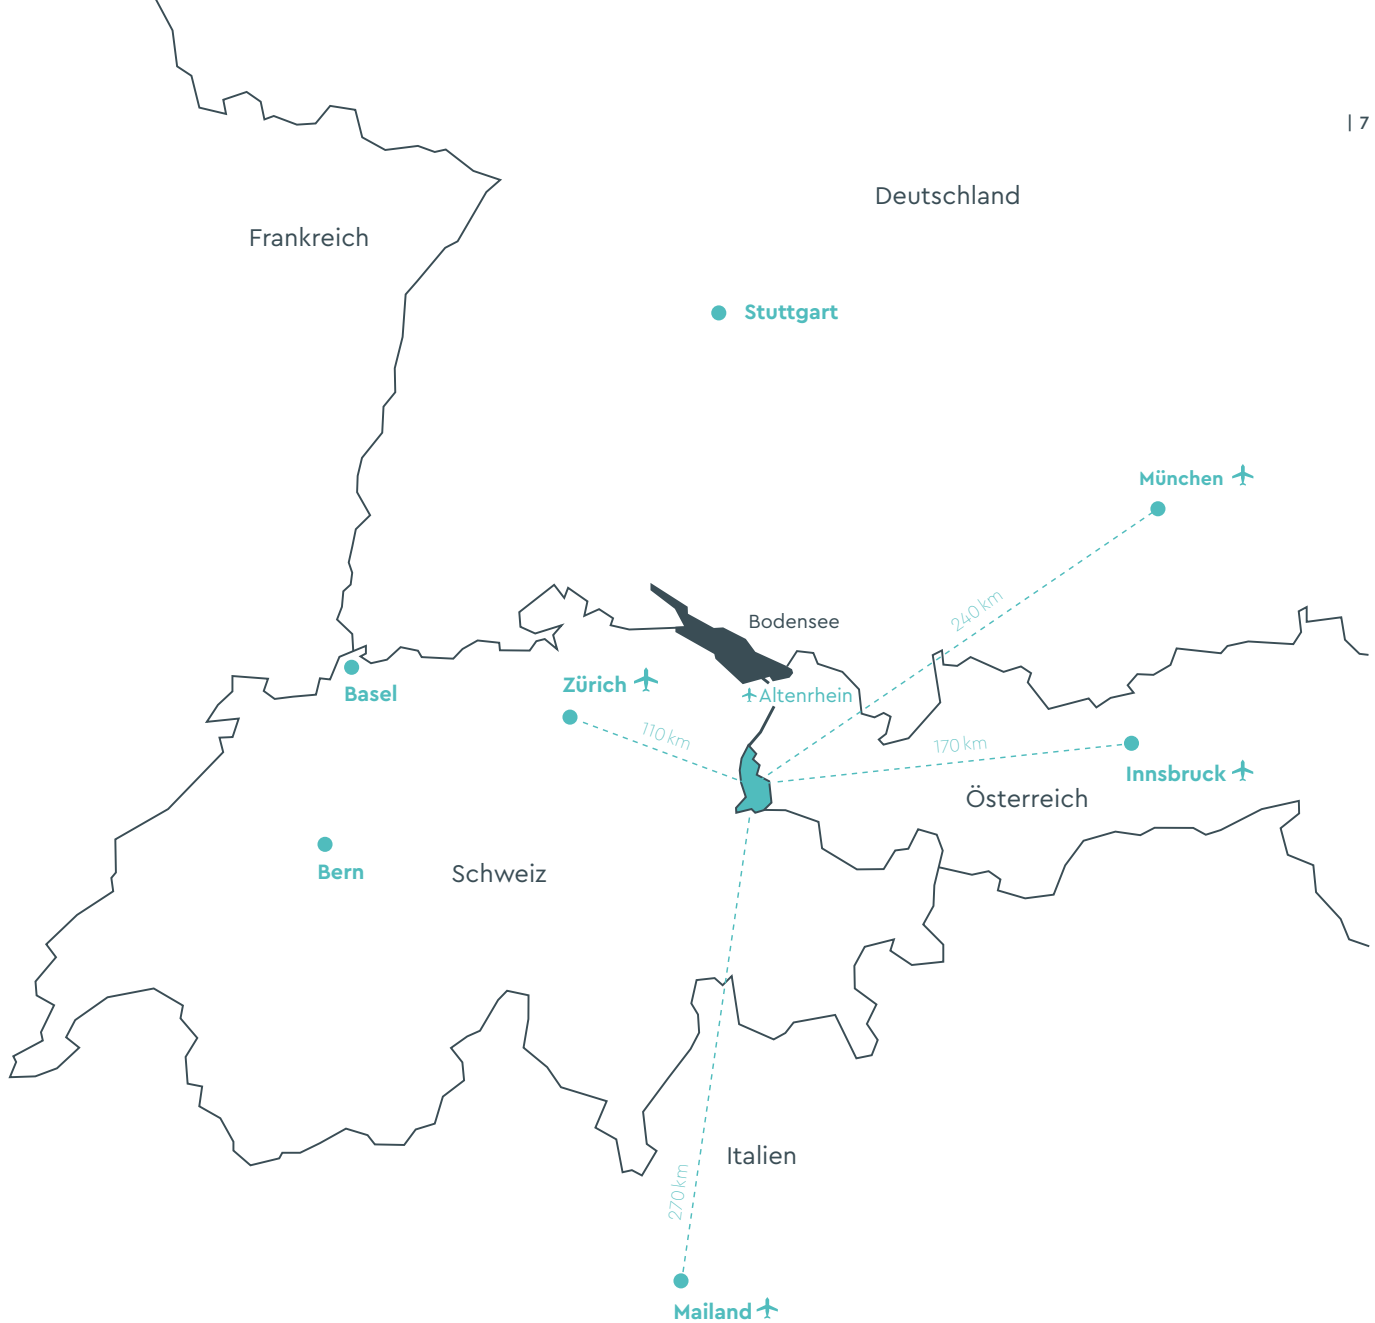 | 7
Deutschland
Frankreich
Stuttgart
München
240 km
Bodensee
Zürich
Altenrhein
Basel
110 km
170 km
Innsbruck
Österreich
Bern
Schweiz
Italien
270 km
Mailand